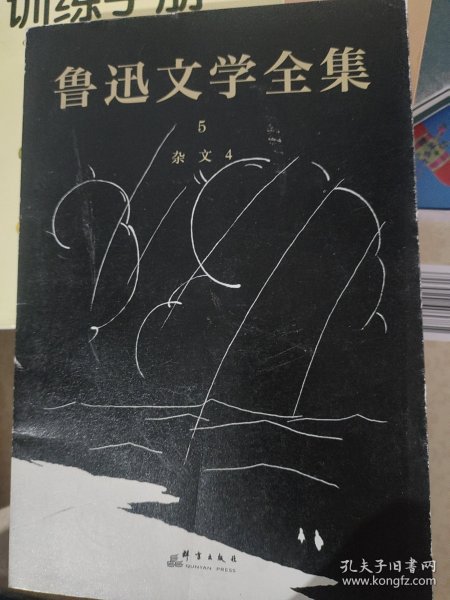 训练手册
鲁迅文学全集
5
杂文4
群言出版社
QUNYAN PRESS
孔夫子旧书网
www.kongfz.com